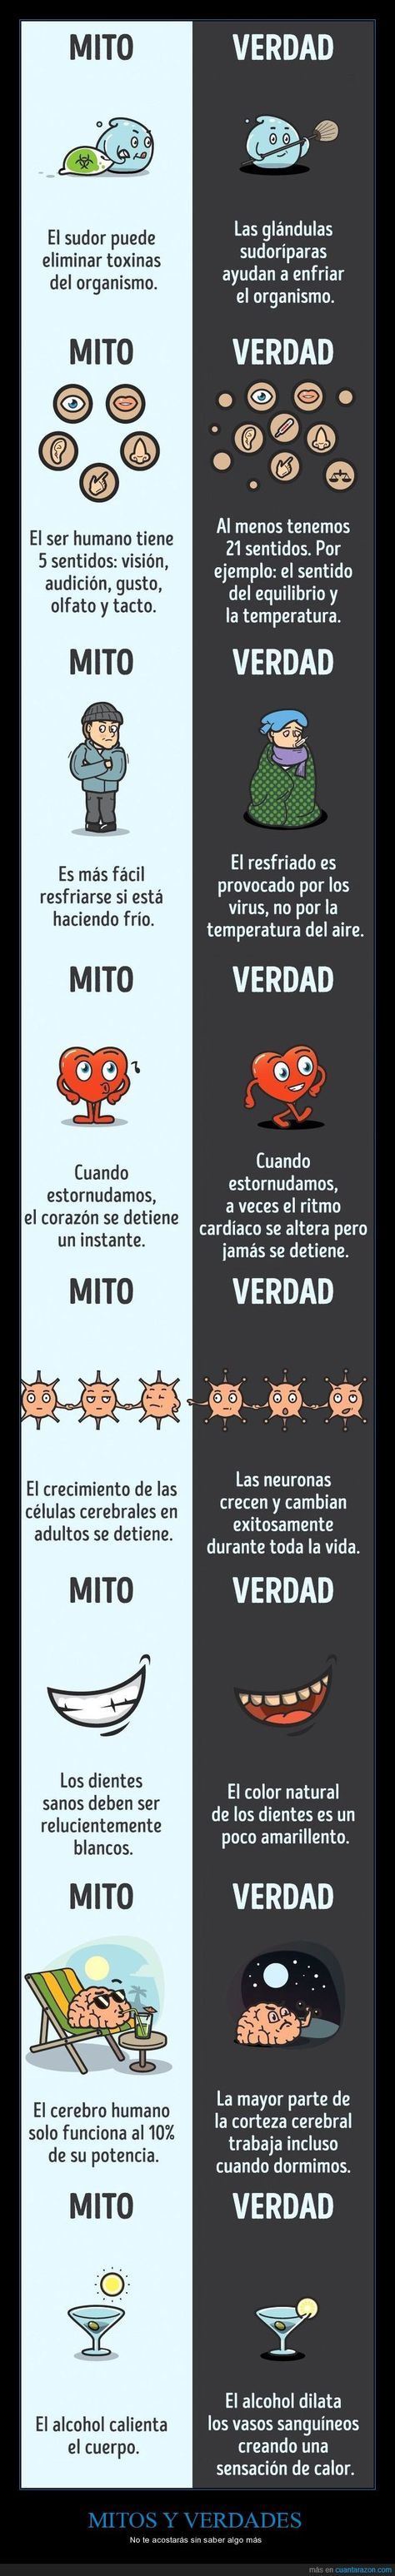 MITO
VERDAD
El sudor puede
eliminar toxinas
del organismo.
Las glándulas
sudoríparas
ayudan a enfriar
el organismo.
MITO
VERDAD
El ser humano tiene
5 sentidos: visión,
audición, gusto,
olfato y tacto.
Al menos tenemos
21 sentidos. Por
ejemplo: el sentido
del equilibrio y
la temperatura.
MITO
VERDAD
Es más fácil
resfriarse si está
haciendo frío.
El resfriado es
provocado por los
virus, no por la
temperatura del aire.
MITO
VERDAD
Cuando
estornudamos,
el corazón se detiene
un instante.
Cuando
estornudamos,
a veces el ritmo
cardíaco se altera pero
jamás se detiene.
MITO
VERDAD
El crecimiento de las
células cerebrales en
adultos se detiene.
Las neuronas
crecen y cambian
exitosamente
durante toda la vida.
MITO
VERDAD
Los dientes
sanos deben ser
relucientemente
blancos.
El color natural
de los dientes es un
poco amarillento.
MITO
VERDAD
El cerebro humano
solo funciona al 10%
de su potencia.
La mayor parte de
la corteza cerebral
trabaja incluso
cuando dormimos.
MITO
VERDAD
El alcohol calienta
el cuerpo.
El alcohol dilata
los vasos sanguíneos
creando una
sensación de calor.
MITOS Y VERDADES
No te acostarás sin saber algo más
más en cuantarazon.com